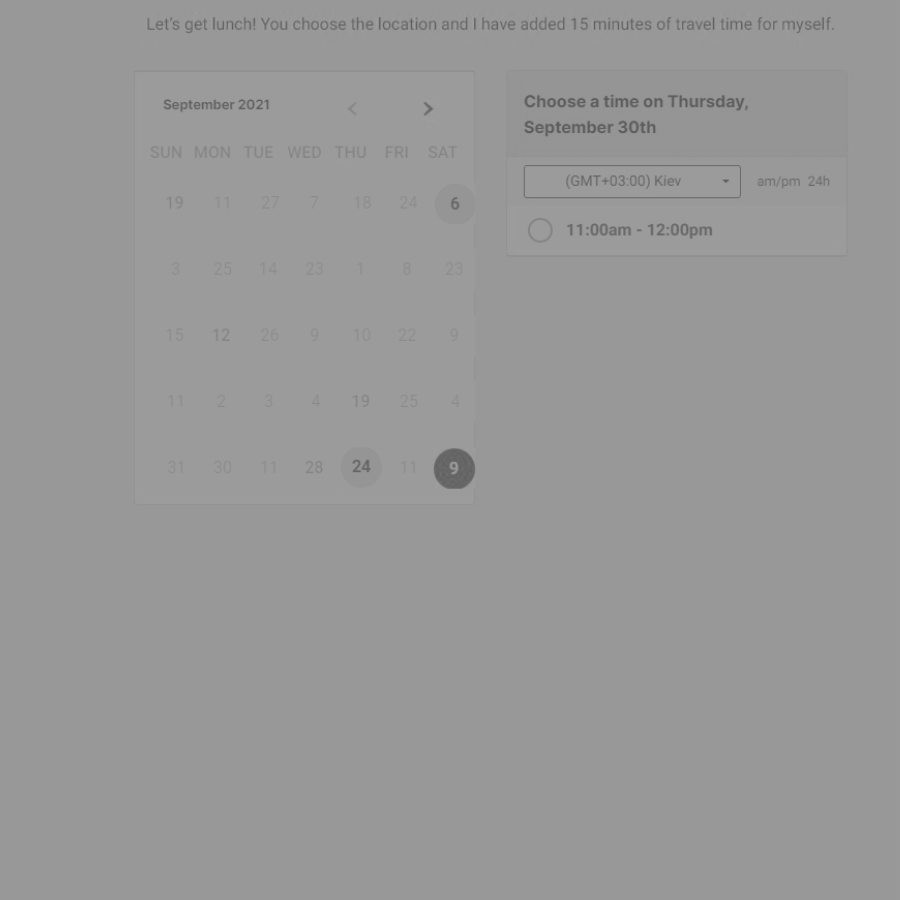 Let's get lunch! You choose the location and I have added 15 minutes of travel time for myself.
September 2021
SUN MON TUE WED THU FRI SAT
19 11 27 7 18 24 6
3 25 14 23 1 8 23
15 12 26 9 10 22 9
11 2 3 4 19 25 4
31 30 11 28 24 11 9
Choose a time on Thursday,
September 30th
(GMT+03:00) Kiev am/pm 24h
11:00am - 12:00pm